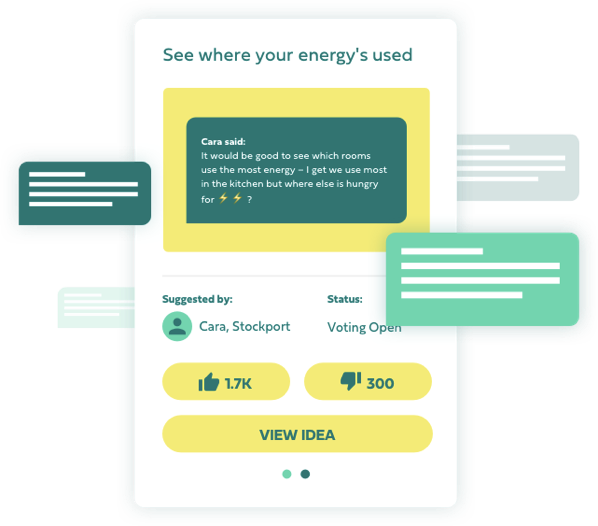 See where your energy's used
Cara said:
It would be good to see which rooms
use the most energy – I get we use most
in the kitchen but where else is hungry
for ⚡ ⚡ ?
Suggested by:
Status:
Cara, Stockport
Voting Open
1.7K
300
VIEW IDEA